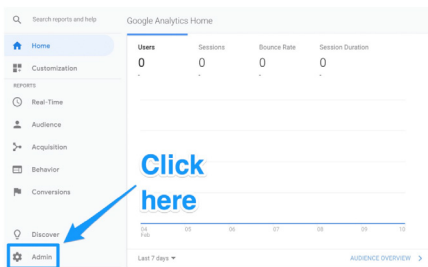 Search reports and help
Google Analytics Home
Home
Customization
REPORTS
Real-Time
Audience
Acquisition
Behavior
Conversions
Discover
Admin
Users Sessions Bounce Rate Session Duration
0 0 0 0
- - - -
Click
here
04 05 06 07 08 09 10
Feb
Last 7 days
AUDIENCE OVERVIEW